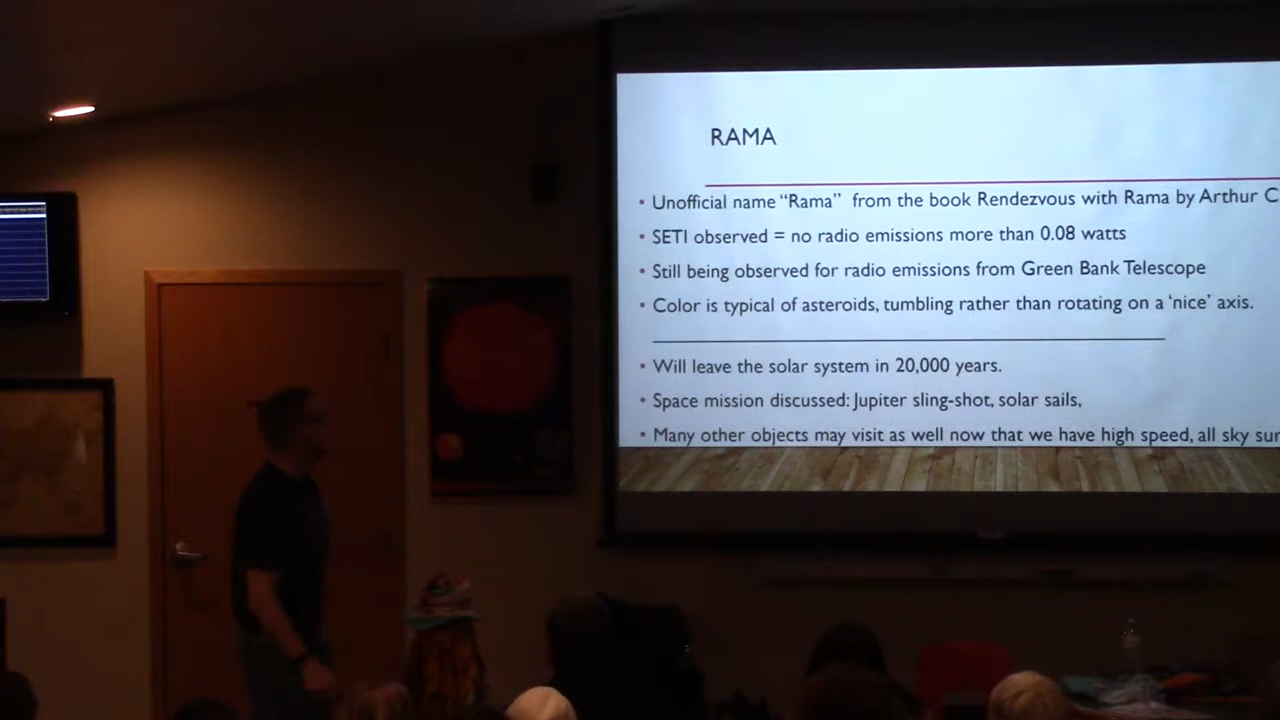 RAMA
• Unofficial name “Rama” from the book Rendezvous with Rama by Arthur C
• SETI observed = no radio emissions more than 0.08 watts
• Still being observed for radio emissions from Green Bank Telescope
• Color is typical of asteroids, tumbling rather than rotating on a ‘nice’ axis.
• Will leave the solar system in 20,000 years.
• Space mission discussed: Jupiter sling-shot, solar sails,
• Many other objects may visit as well now that we have high speed, all sky